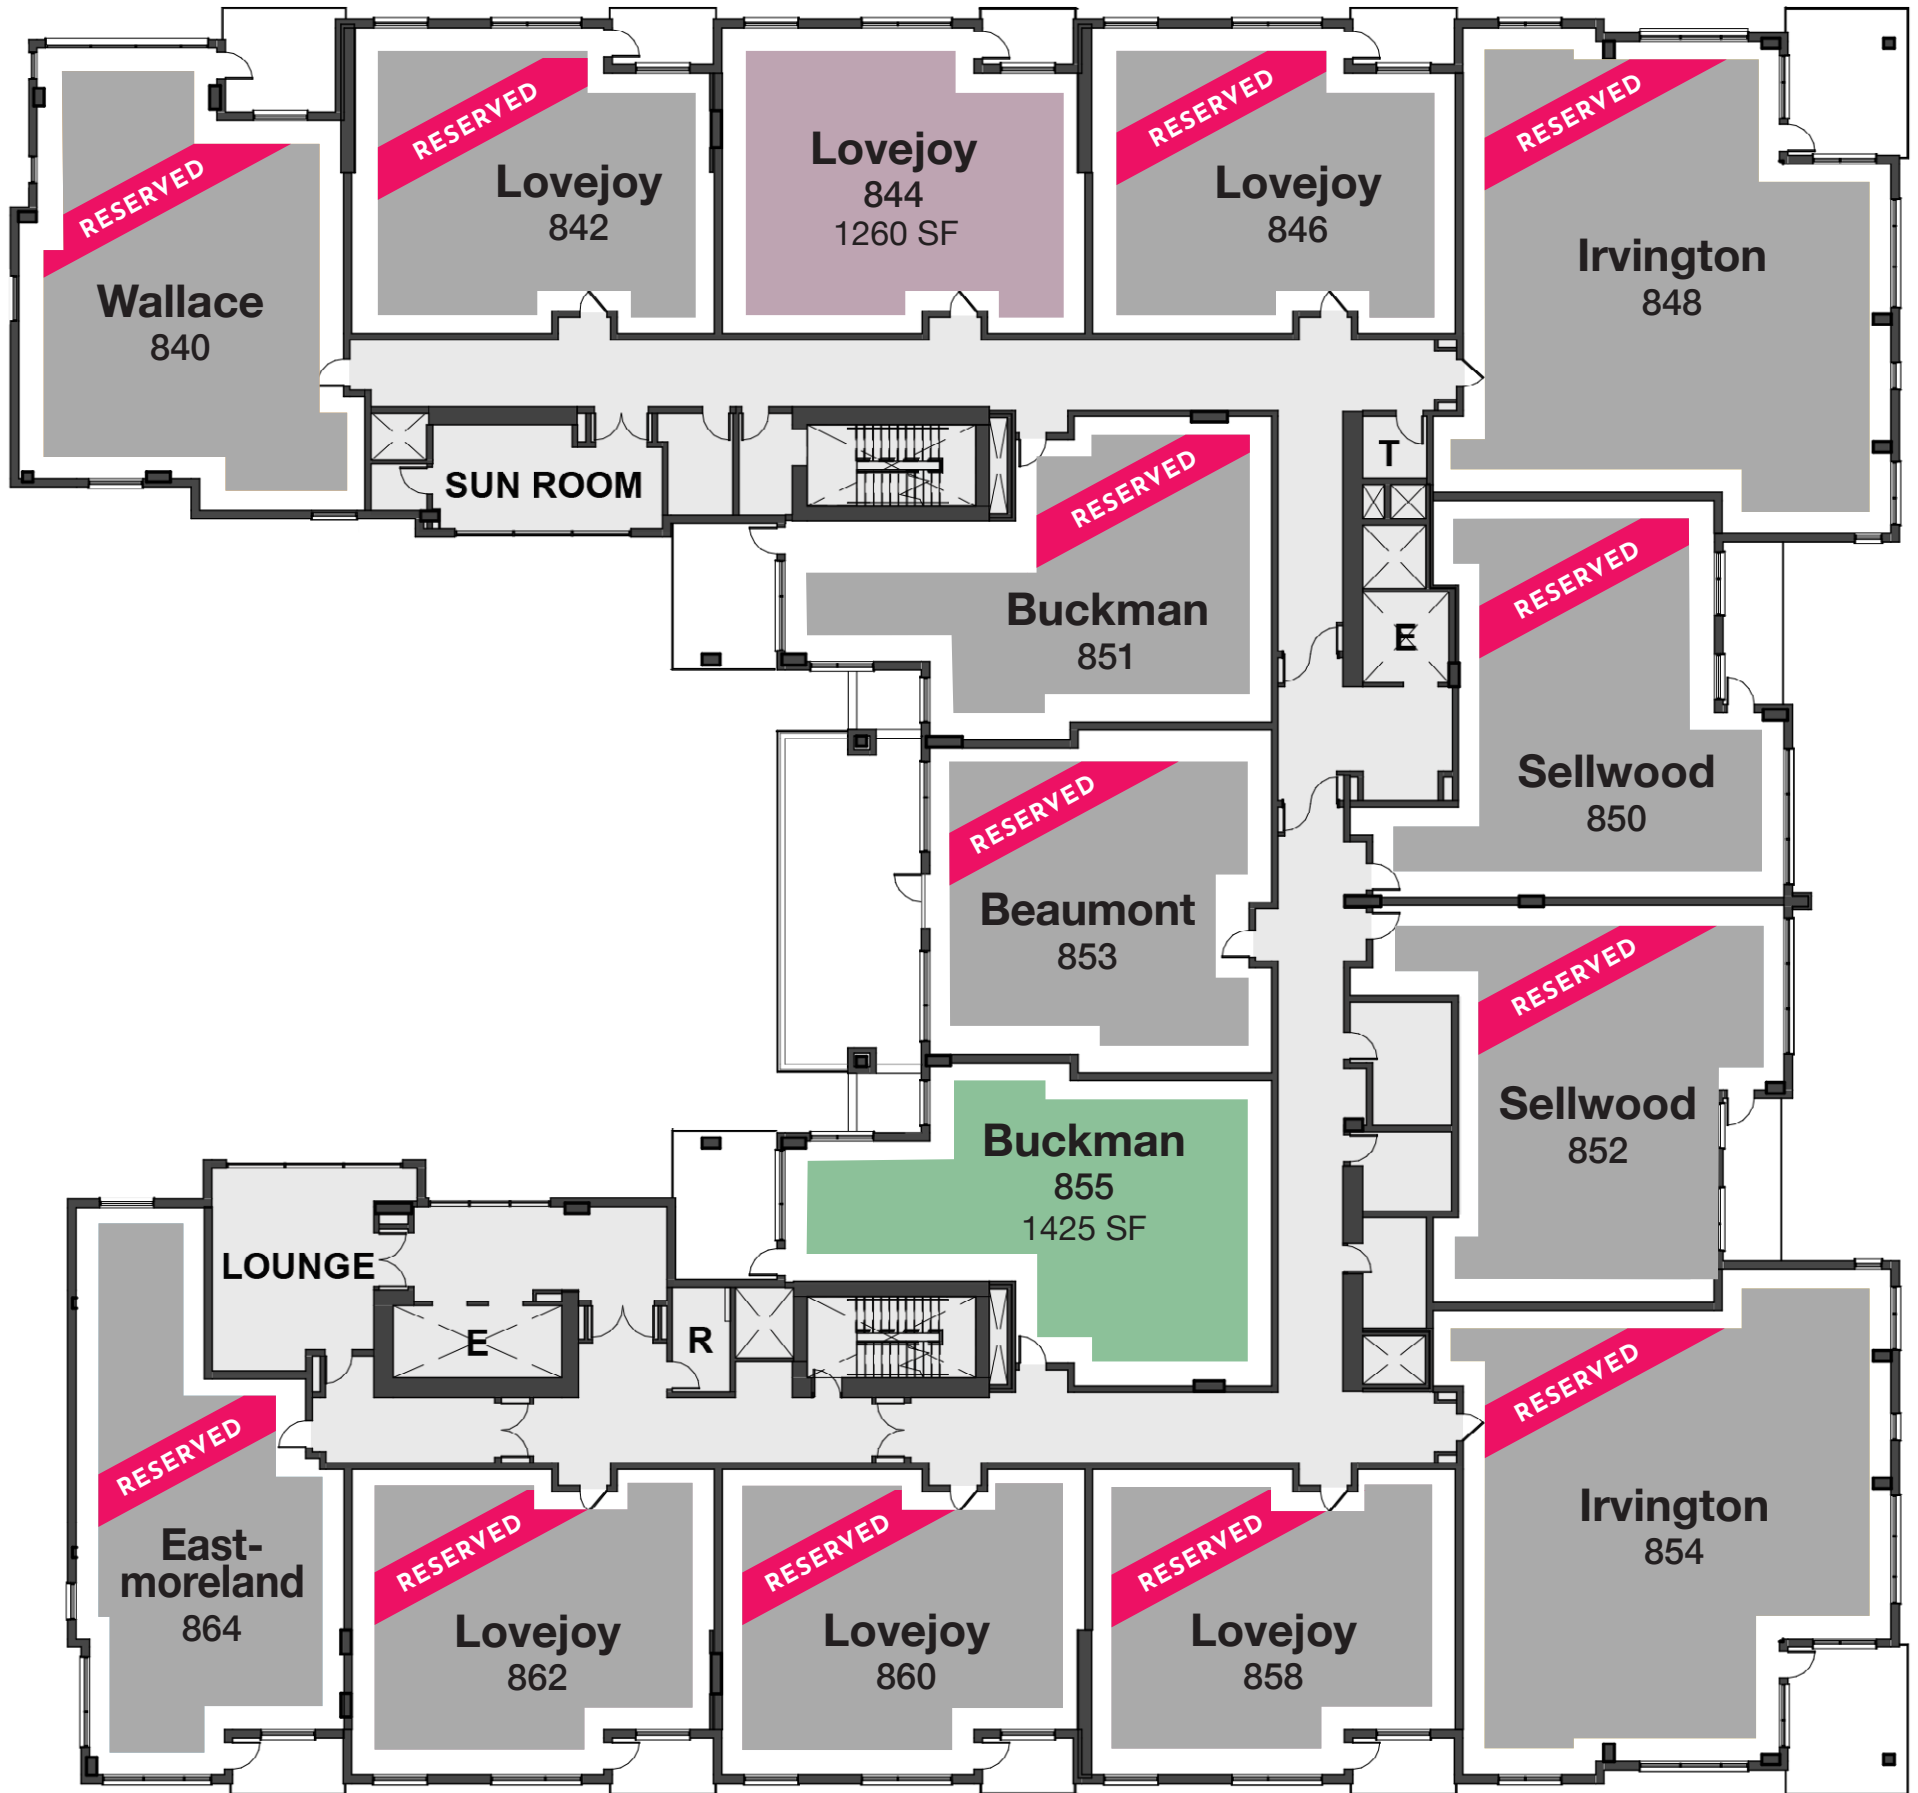 RESERVED
Wallace
840
RESERVED
Lovejoy
842
Lovejoy
844
1260 SF
RESERVED
Lovejoy
846
RESERVED
Irvington
848
SUN ROOM
T
E
RESERVED
Buckman
851
RESERVED
Sellwood
850
RESERVED
Beaumont
853
RESERVED
Sellwood
852
Buckman
855
1425 SF
LOUNGE
E
R
RESERVED
East-
moreland
864
RESERVED
Lovejoy
862
RESERVED
Lovejoy
860
RESERVED
Lovejoy
858
RESERVED
Irvington
854